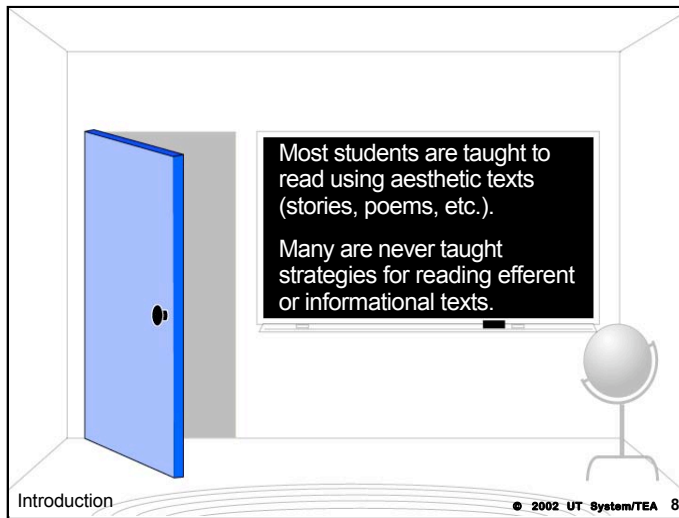 Most students are taught to
read using aesthetic texts
(stories, poems, etc.).
Many are never taught
strategies for reading efferent
or informational texts.
Introduction
© 2002 UT System/TEA 8